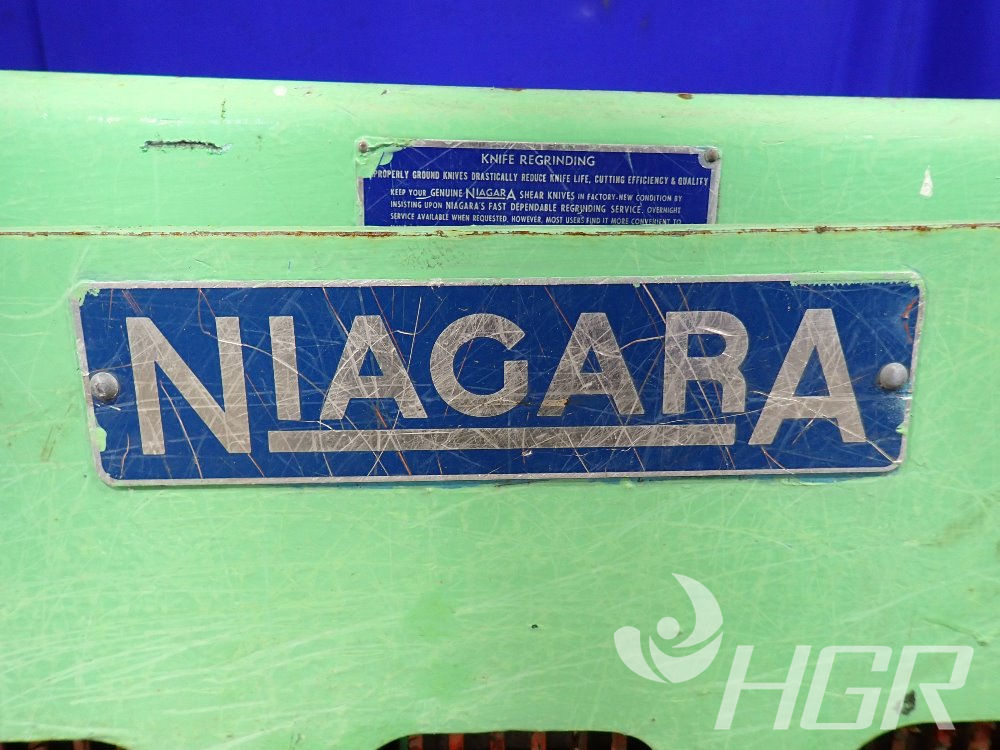 KNIFE REGRINDING
PROPERLY GROUND KNIVES DRASTICALLY REDUCE KNIFE LIFE, CUTTING EFFICIENCY & QUALITY
KEEP YOUR GENUINE NIAGARA SHEAR KNIVES IN FACTORY-NEW CONDITION BY
INSISTING UPON NIAGARA'S FAST DEPENDABLE REGRINDING SERVICE. OVERNIGHT
SERVICE AVAILABLE WHEN REQUESTED. HOWEVER, MOST USERS FIND IT MORE CONVENIENT TO
NIAGARA
HGR